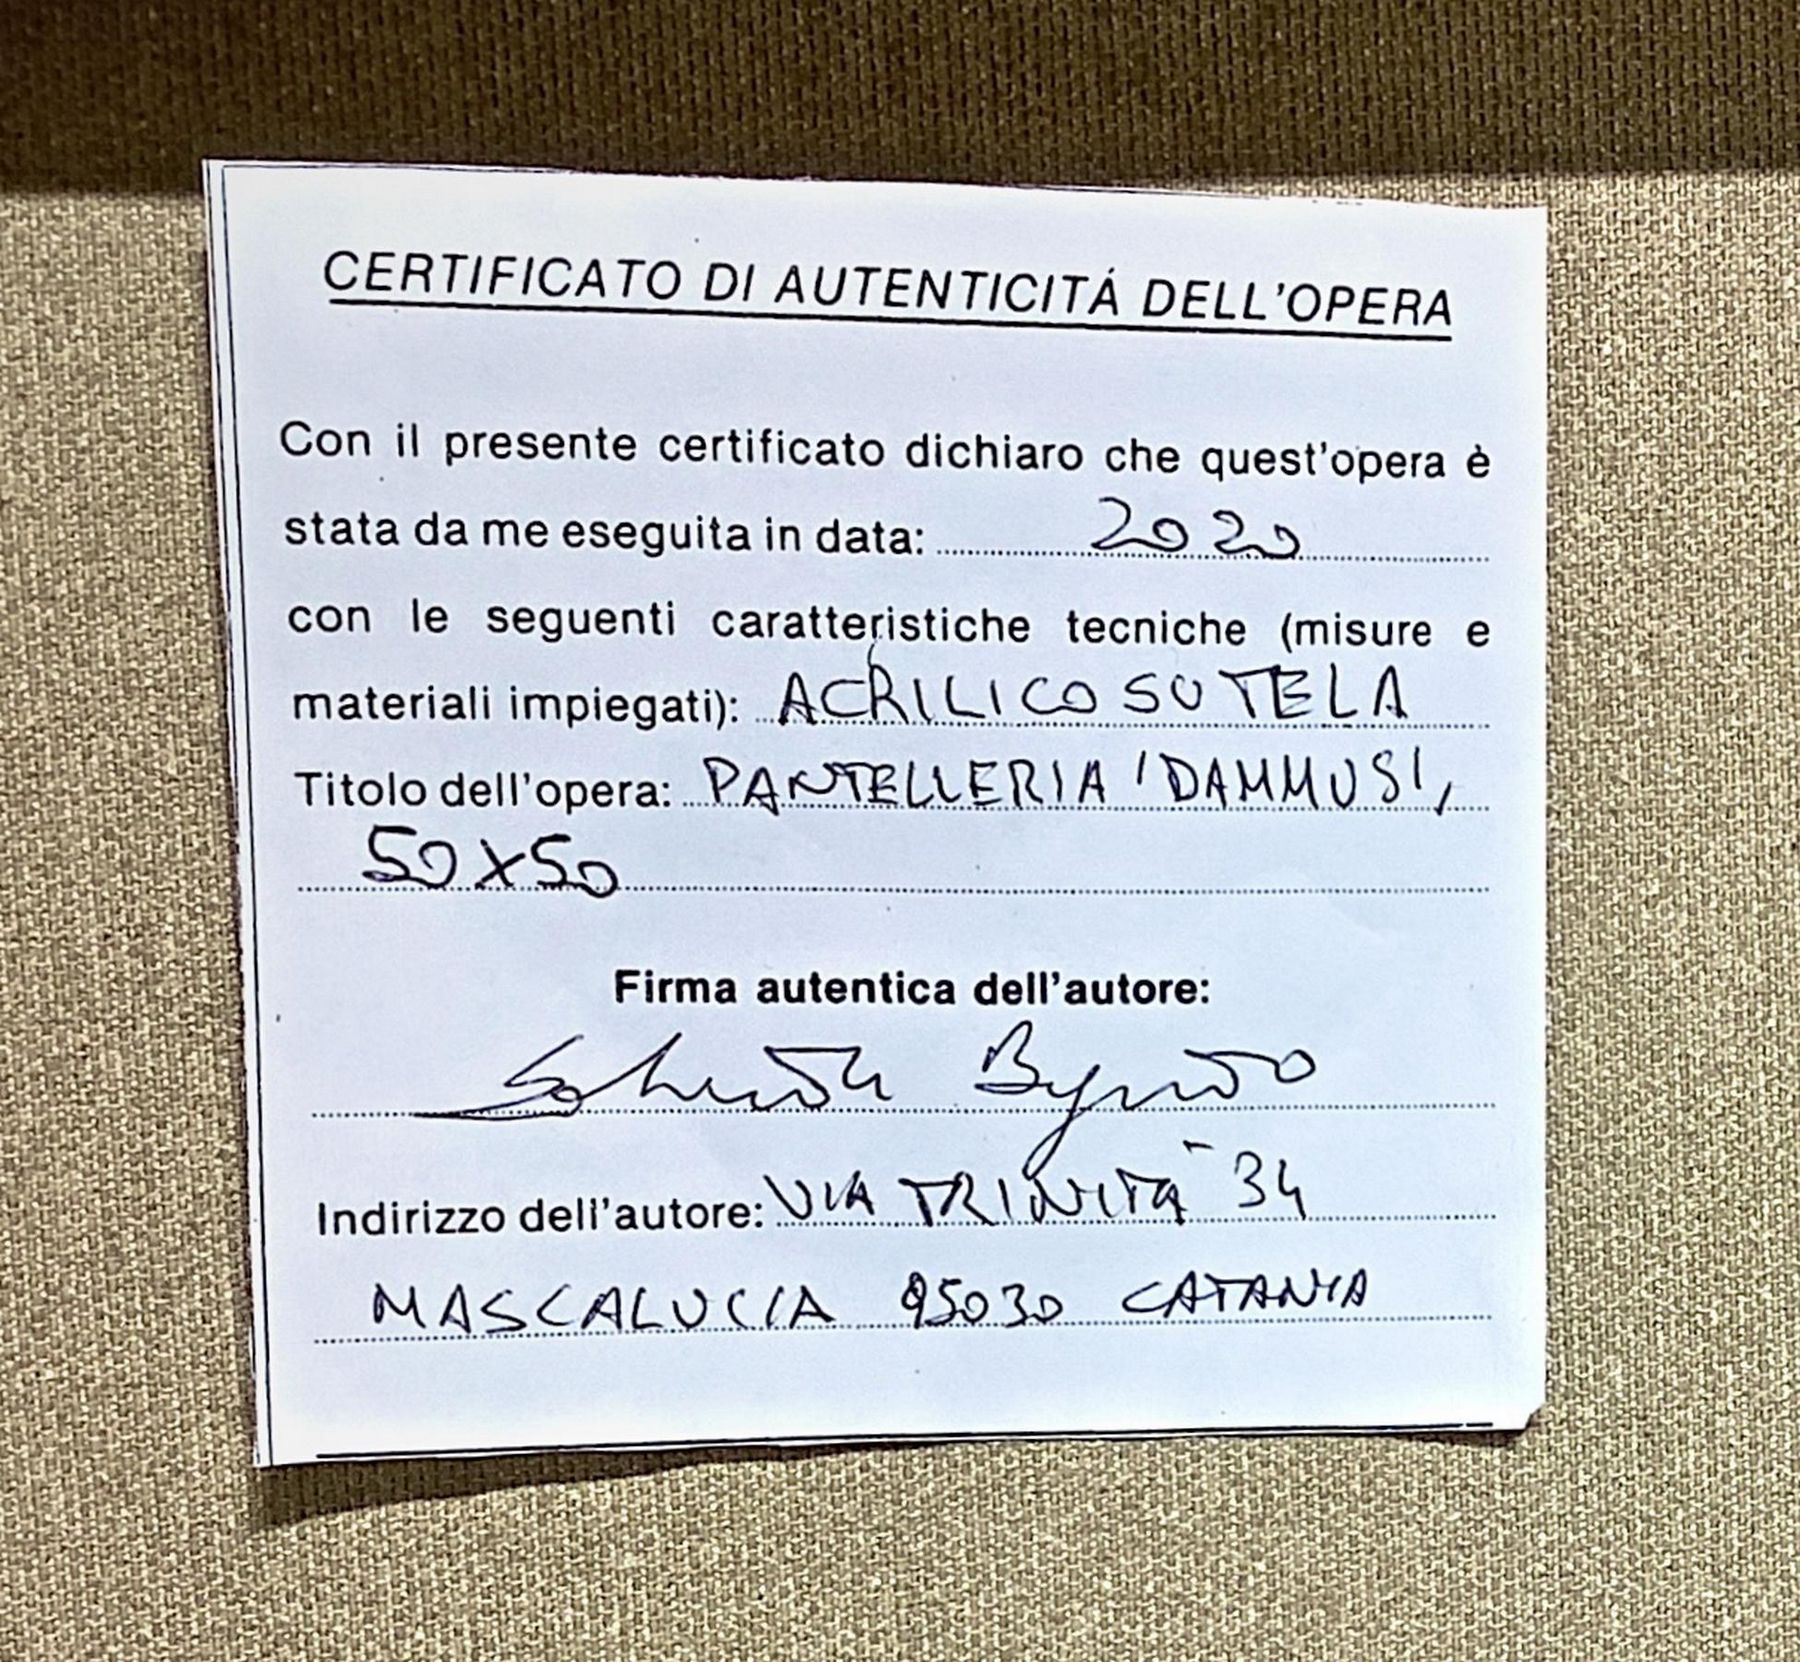 CERTIFICATO DI AUTENTICITÁ DELL'OPERA
Con il presente certificato dichiaro che quest'opera è
stata da me eseguita in data: 2020
con le seguenti caratteristiche tecniche (misure e
materiali impiegati): ACRILICO SU TELA
Titolo dell'opera: PANTELLERIA 'DAMMUSI,
50x50
Firma autentica dell'autore:
Indirizzo dell'autore: VIA TRINITA' 34
MASCALUCIA 95030 CATANIA